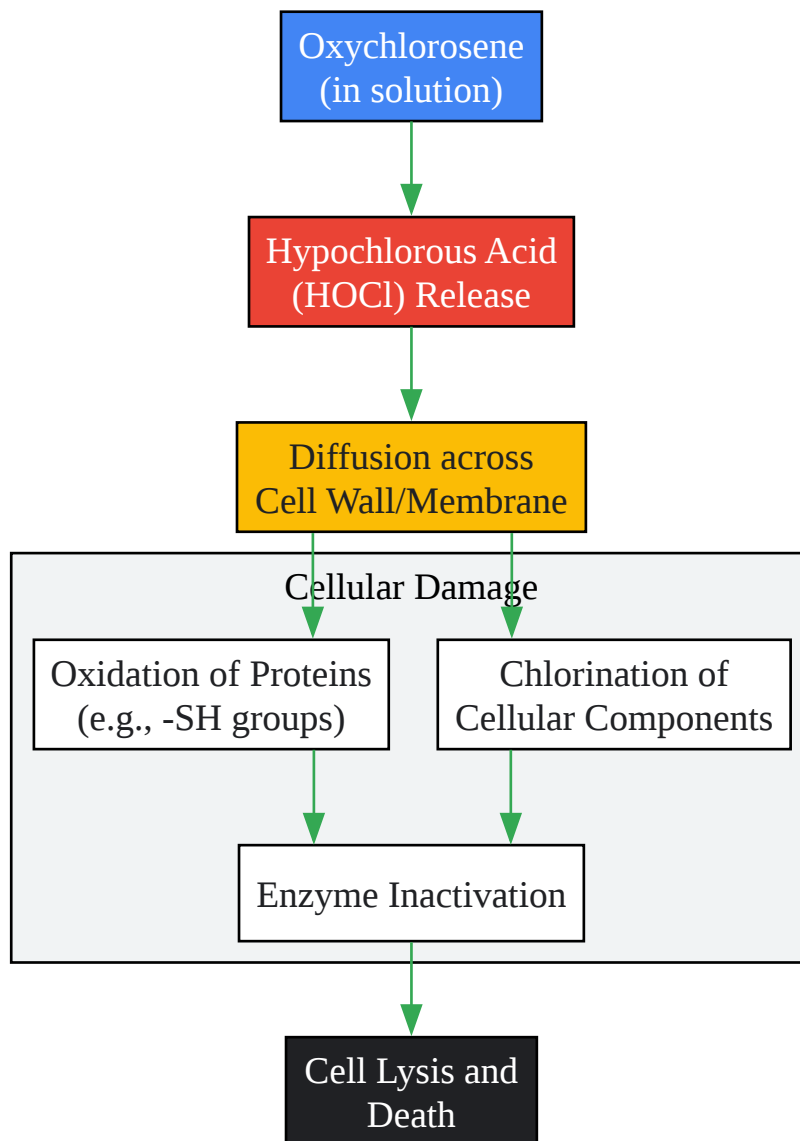 Oxychlorosene
(in solution)
Hypochlorous Acid
(HOCl) Release
Diffusion across
Cell Wall/Membrane
Cellular Damage
Oxidation of Proteins
(e.g., -SH groups)
Chlorination of
Cellular Components
Enzyme Inactivation
Cell Lysis and
Death